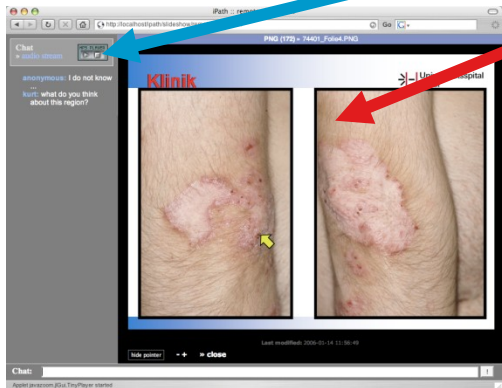 iPath :: rem
http://localhost/ipath/slideshow/
Go
G
PNG (172) » 74401_Folie4.PNG
Chat
» audio stream
anonymous: I do not know
...
kurt: what do you think
about this region?
Klinik
Uni
spital
Last modified: 2006-01-14 11:56:49
hide pointer - + » close
Chat:
!
Applet javazoom.jlGui.TinyPlayer started